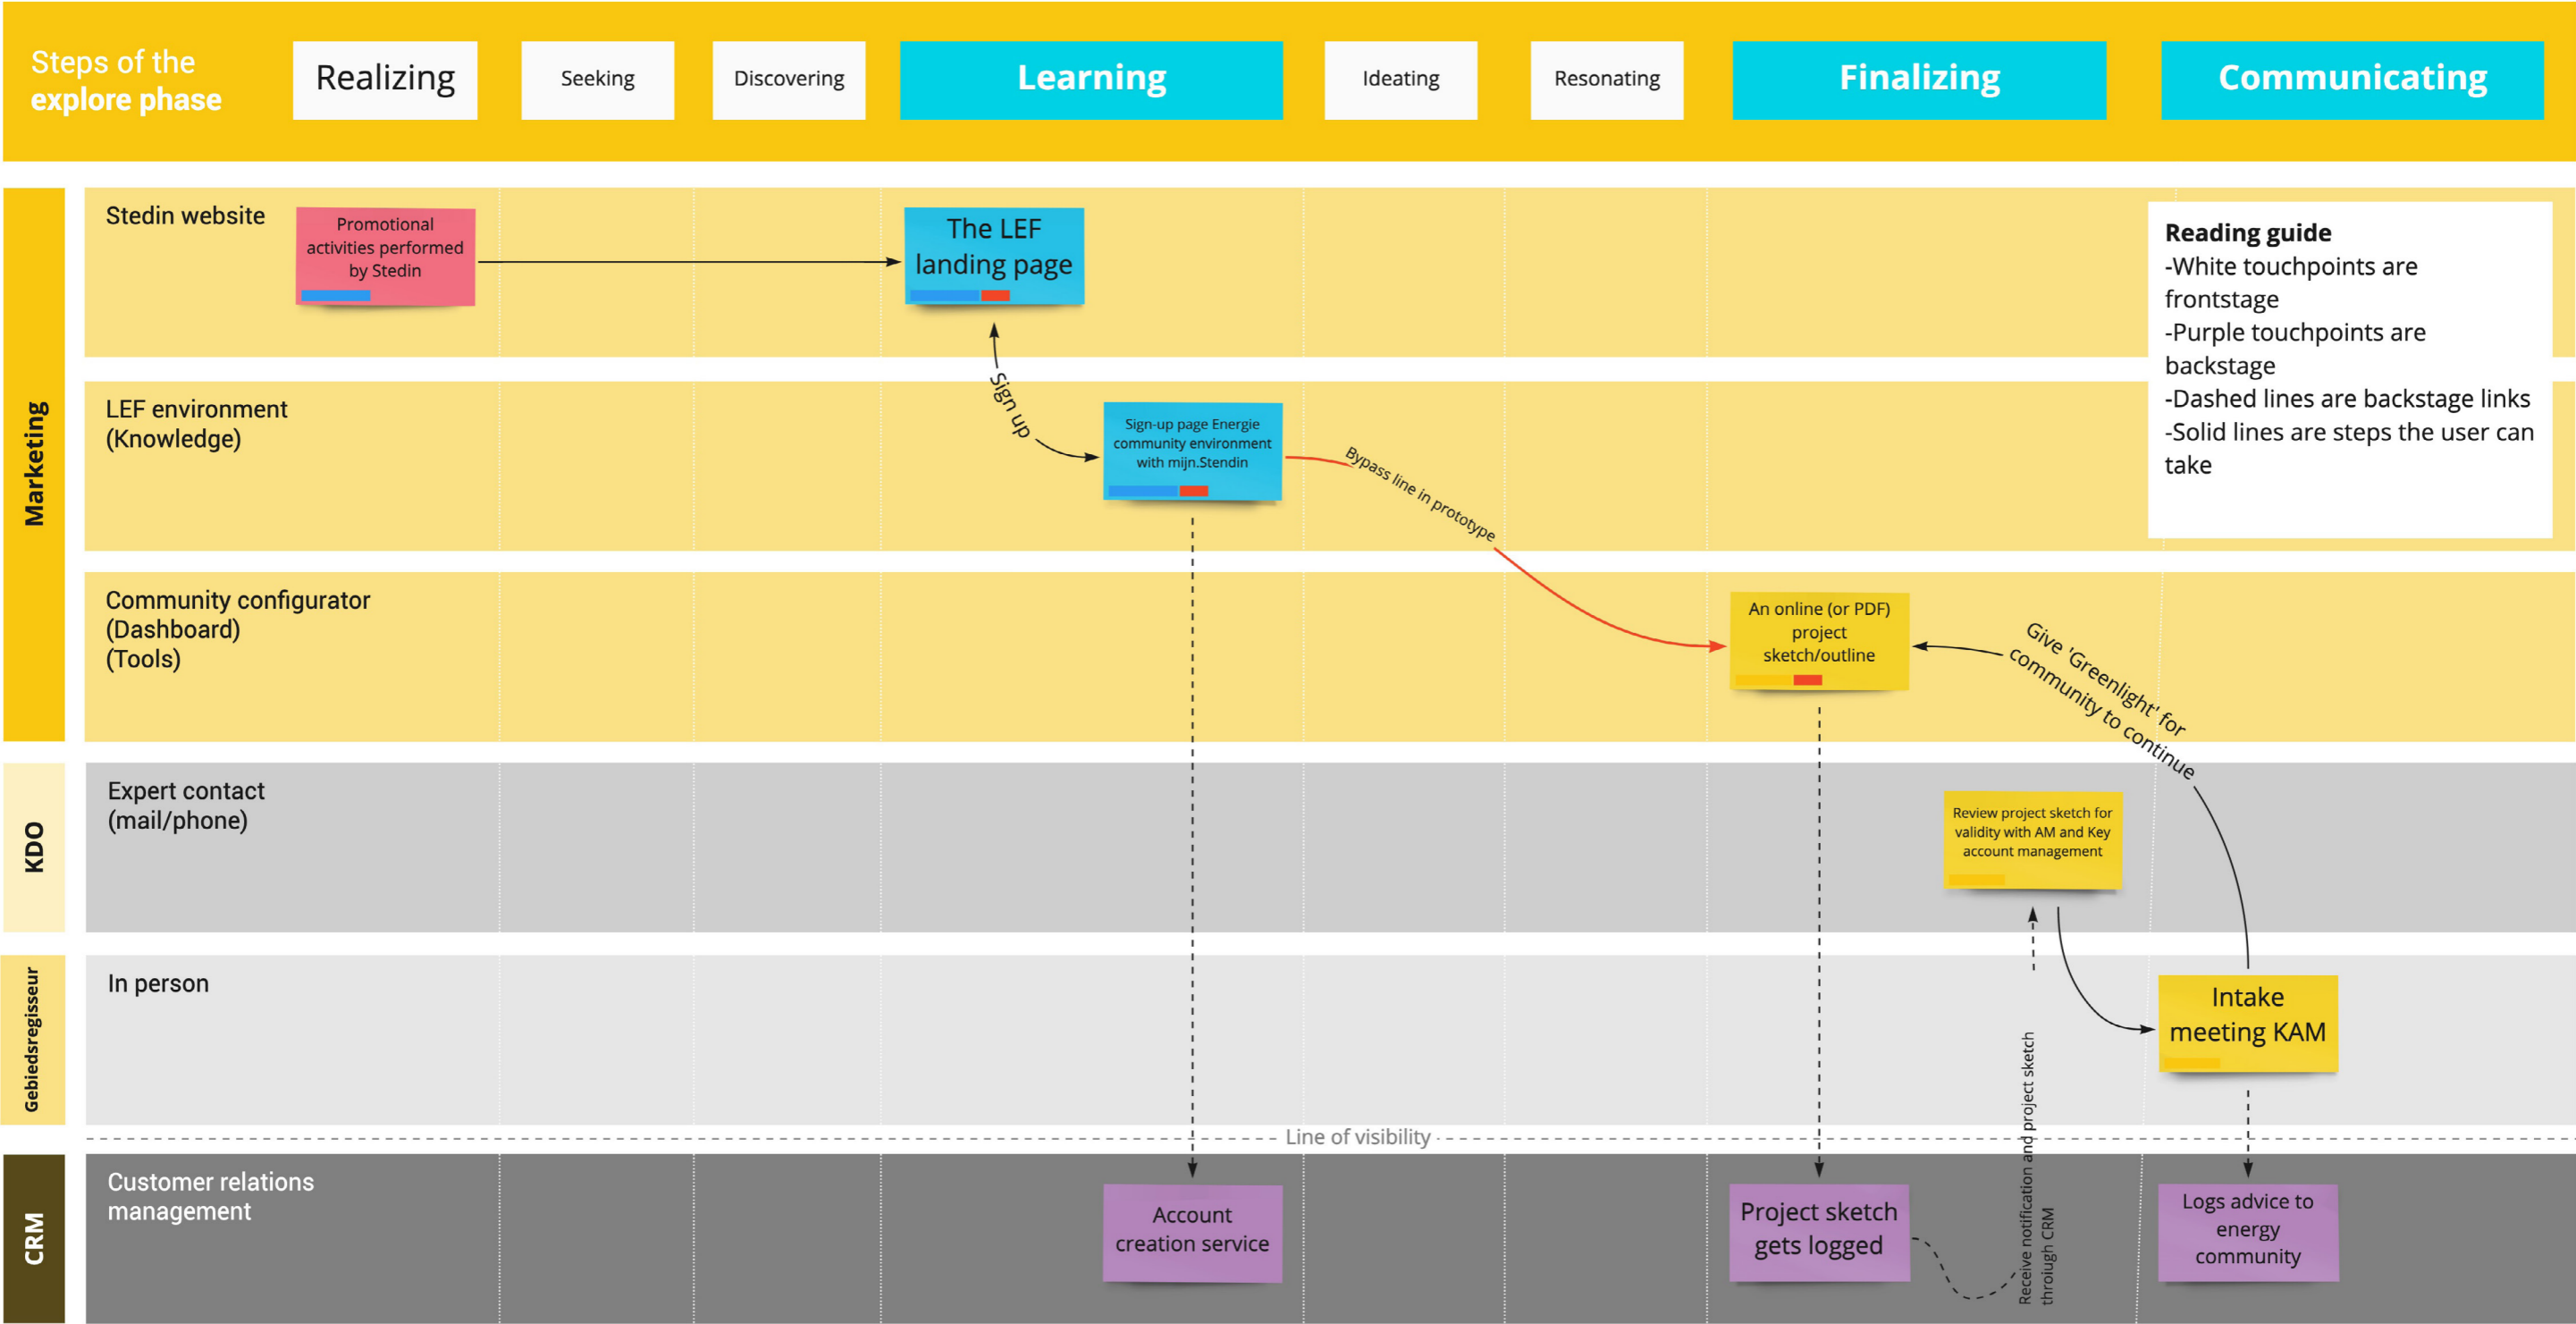 Steps of the
explore phase
Realizing
Seeking
Discovering
Learning
Ideating
Resonating
Finalizing
Communicating
Marketing
Stedin website
Promotional
activities performed
by Stedin
The LEF
landing page
Reading guide
-White touchpoints are
frontstage
-Purple touchpoints are
backstage
-Dashed lines are backstage links
-Solid lines are steps the user can
take
Sign up
LEF environment
(Knowledge)
Sign-up page Energie
community environment
with mijn.Stendin
Bypass line in prototype
Community configurator
(Dashboard)
(Tools)
An online (or PDF)
project
sketch/outline
Give 'Greenlight' for
community to continue
KDO
Expert contact
(mail/phone)
Review project sketch for
validity with AM and Key
account management
Gebiedsregisseur
In person
Intake
meeting KAM
Line of visibility
Receive notification and project sketch
throiugh CRM
CRM
Customer relations
management
Account
creation service
Project sketch
gets logged
Logs advice to
energy
community